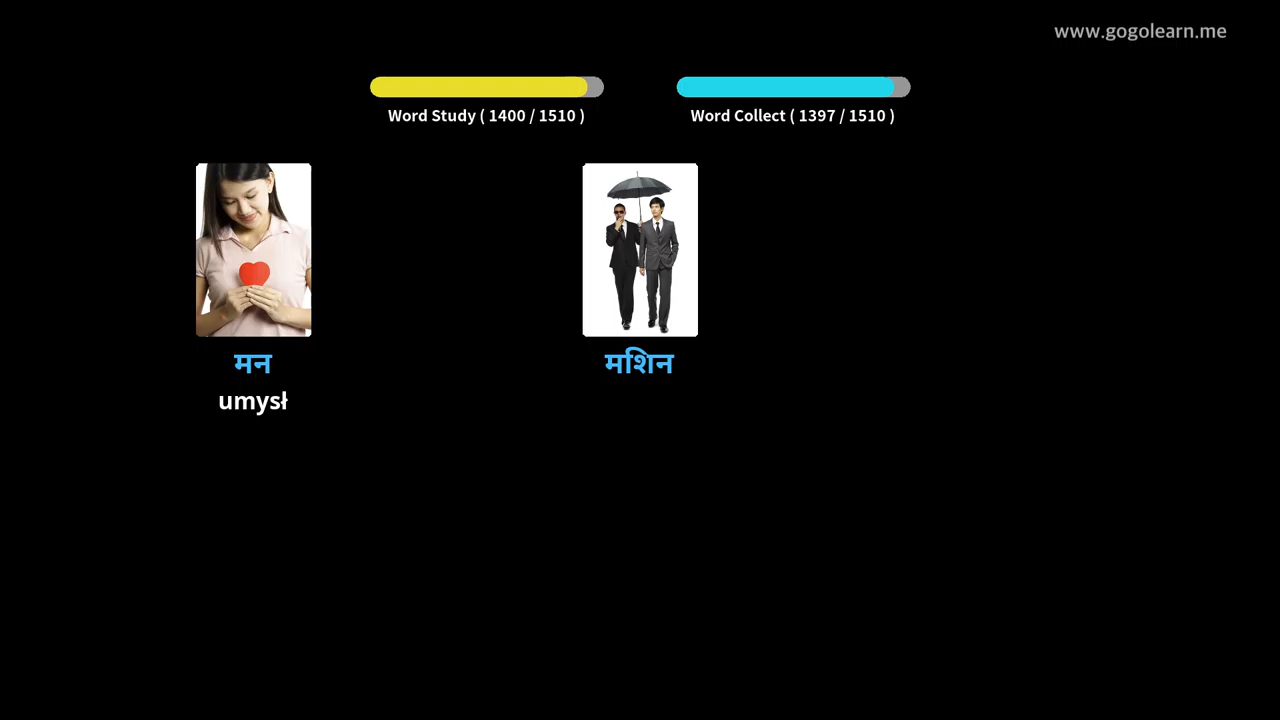 www.gogolearn.me
Word Study ( 1400 / 1510 )
Word Collect ( 1397 / 1510 )
मन
मशिन
umysł